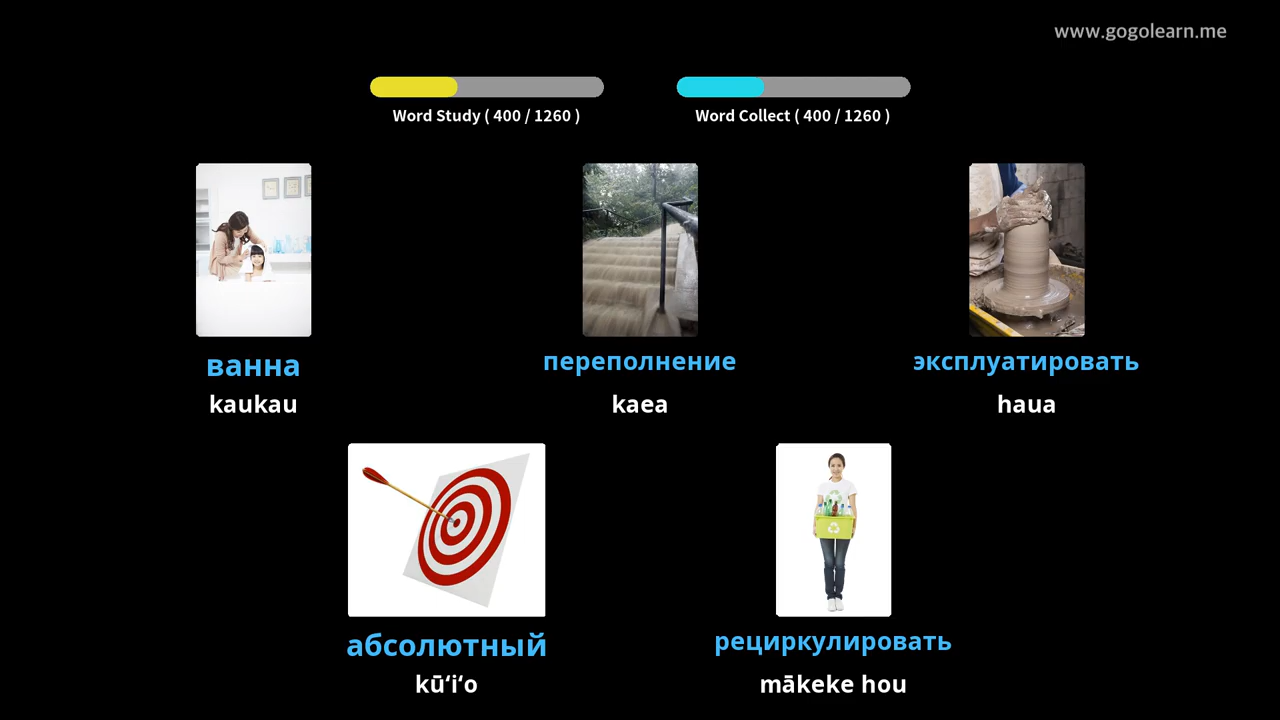 www.gogolearn.me
Word Study ( 400 / 1260 )
Word Collect ( 400 / 1260 )
ванна
kaukau
переполнение
kaea
эксплуатировать
haua
абсолютный
kūʻiʻo
рециркулировать
mākeke hou